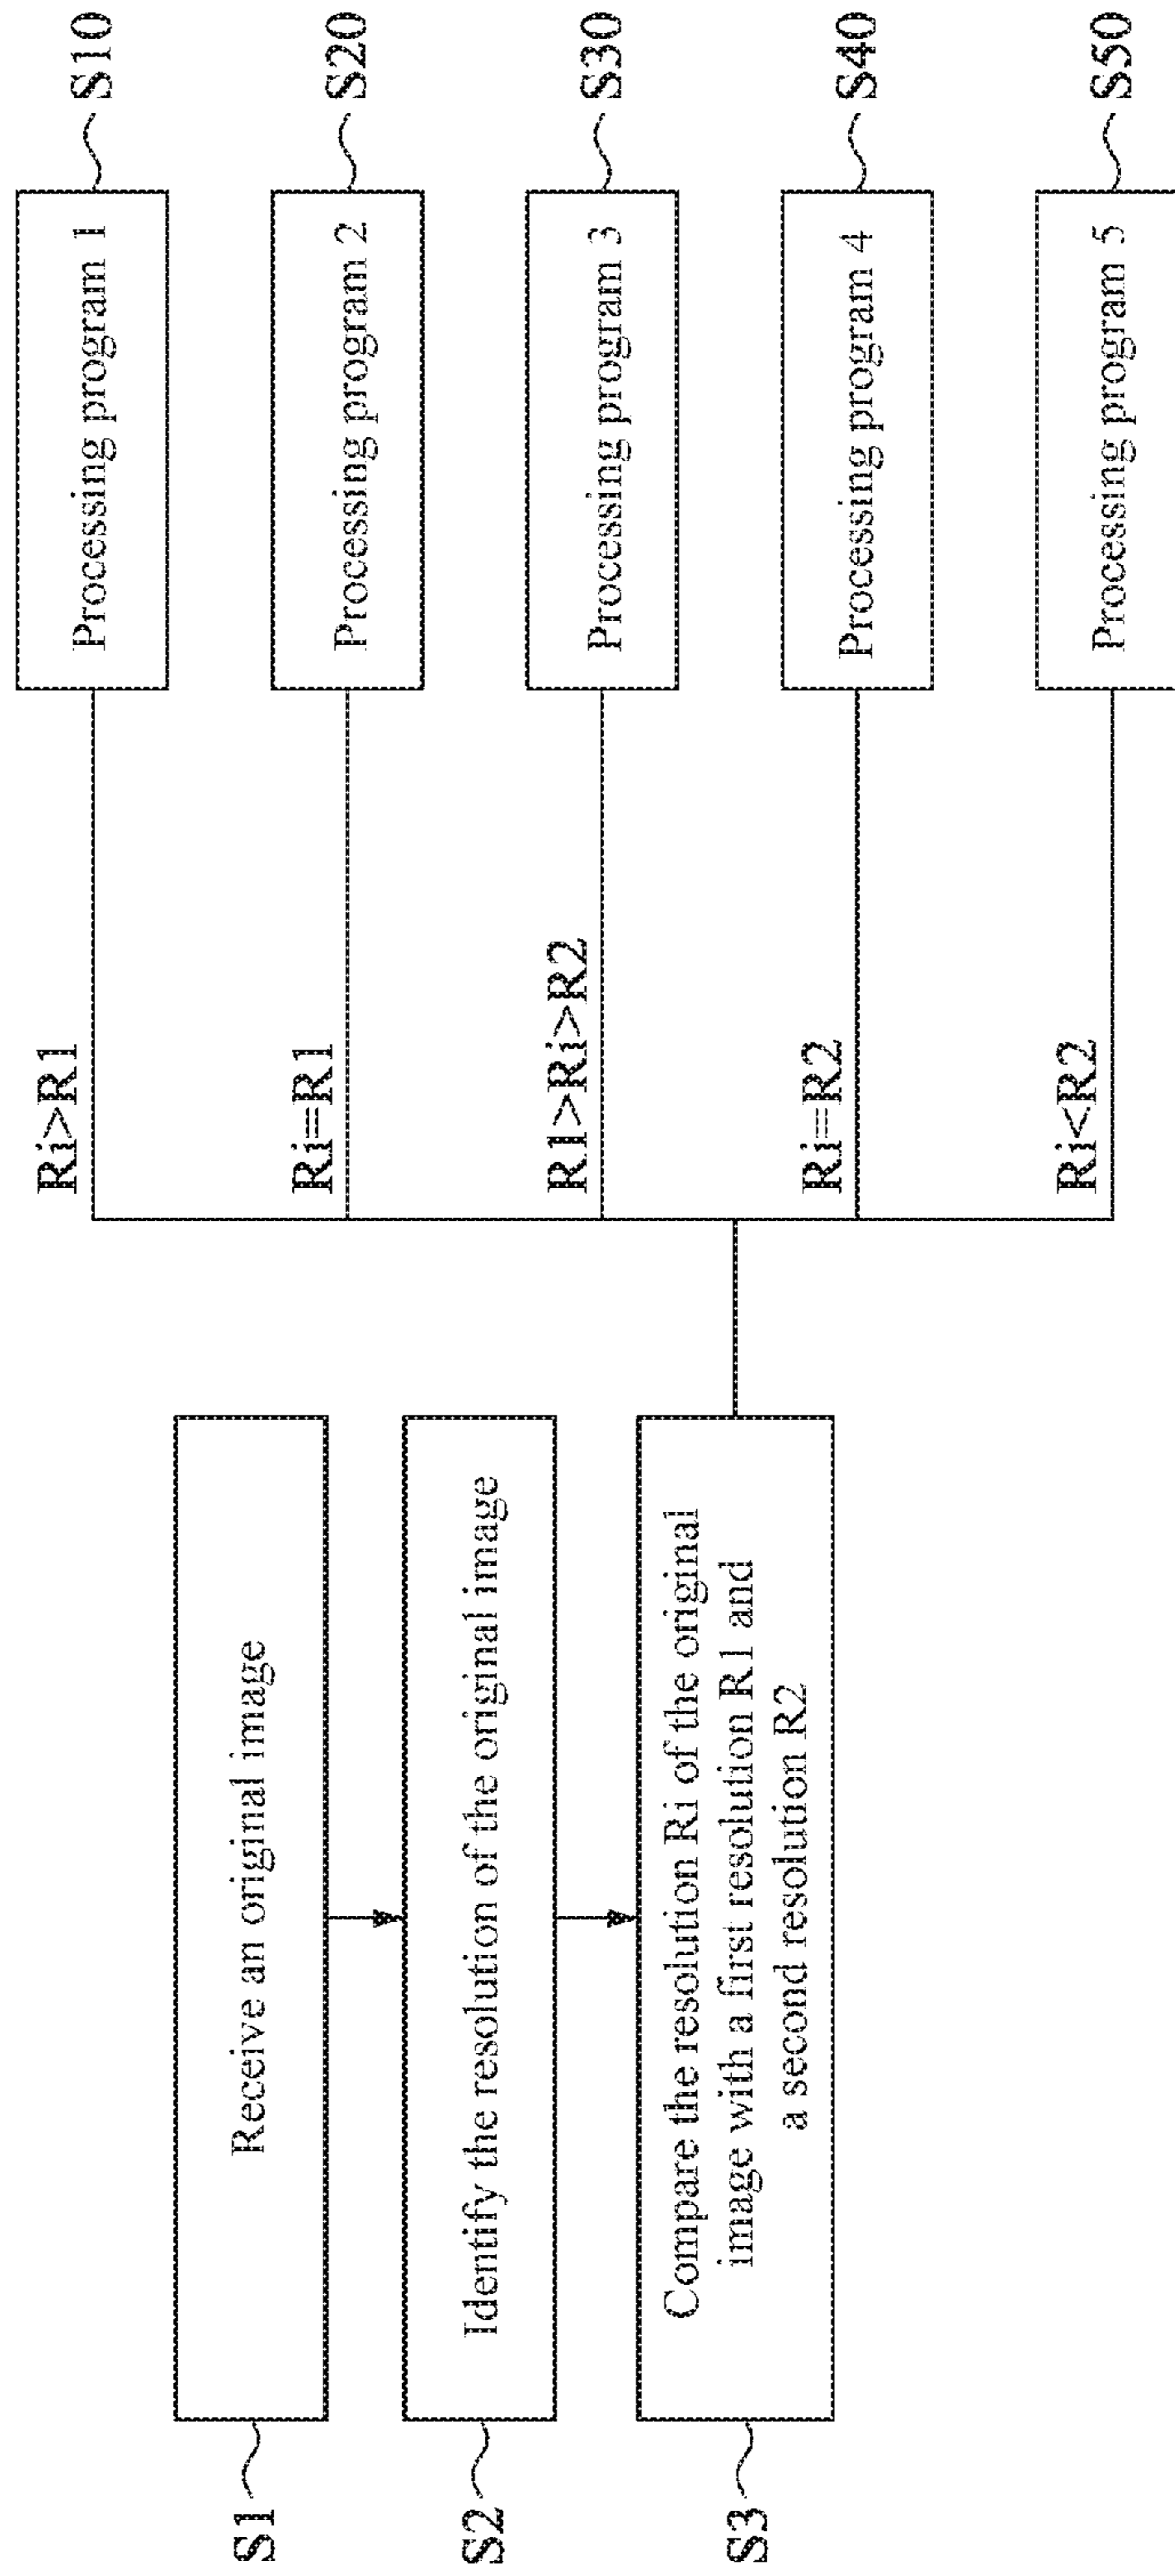 S1
Receive an original image
S2
Identify the resolution of the original image
S3
Compare the resolution Ri of the original
image with a first resolution R1 and
a second resolution R2
Ri>R1
Processing program 1
S10
Ri=R1
Processing program 2
S20
R1>Ri>R2
Processing program 3
S30
Ri=R2
Processing program 4
S40
Ri<R2
Processing program 5
S50